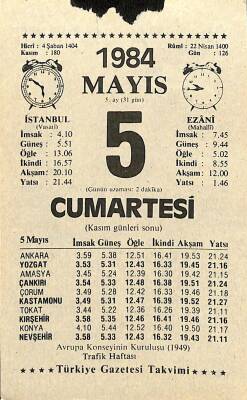 Hicrî : 4 Şaban 1404
Kasım : 180
Rûmî : 22 Nisan 1400
Gün : 126
1984
MAYIS
5. ay (31 gün)
İSTANBUL
(Vasatî)
İmsak : 4.10
Güneş : 5.51
Öğle : 13.06
İkindi : 16.57
Akşam : 20.10
Yatsı : 21.44
5
(Günün uzaması: 2 dakika)
EZÂNÎ
(Mahallî)
İmsak : 7.45
Güneş : 9.44
Öğle : 5.02
İkindi : 8.55
Akşam : 12.00
Yatsı : 1.46
CUMARTESİ
(Kasım günleri sonu)
5 Mayıs İmsak Güneş Öğle İkindi Akşam Yatsı
ANKARA 3.59 5.38 12.51 16.41 19.53 21.24
YOZGAT 3.53 5.31 12.43 16.33 19.45 21.16
AMASYA 3.45 5.24 12.39 16.30 19.42 21.15
ÇANKIRI 3.54 5.33 12.48 16.38 19.51 21.24
ÇORUM 3.49 5.28 12.43 16.33 19.46 21.18
KASTAMONU 3.49 5.31 12.47 16.39 19.52 21.27
TOKAT 3.44 5.22 12.36 16.26 19.39 21.11
KIRŞEHİR 3.58 5.35 12.46 16.41 19.46 21.16
KONYA 4.10 5.52 12.52 16.40 19.50 21.17
NEVŞEHİR 3.58 5.33 12.43 16.32 19.43 21.11
Avrupa Konseyinin Kuruluşu (1949)
Trafik Haftası
★★★★ Türkiye Gazetesi Takvimi ★★★★